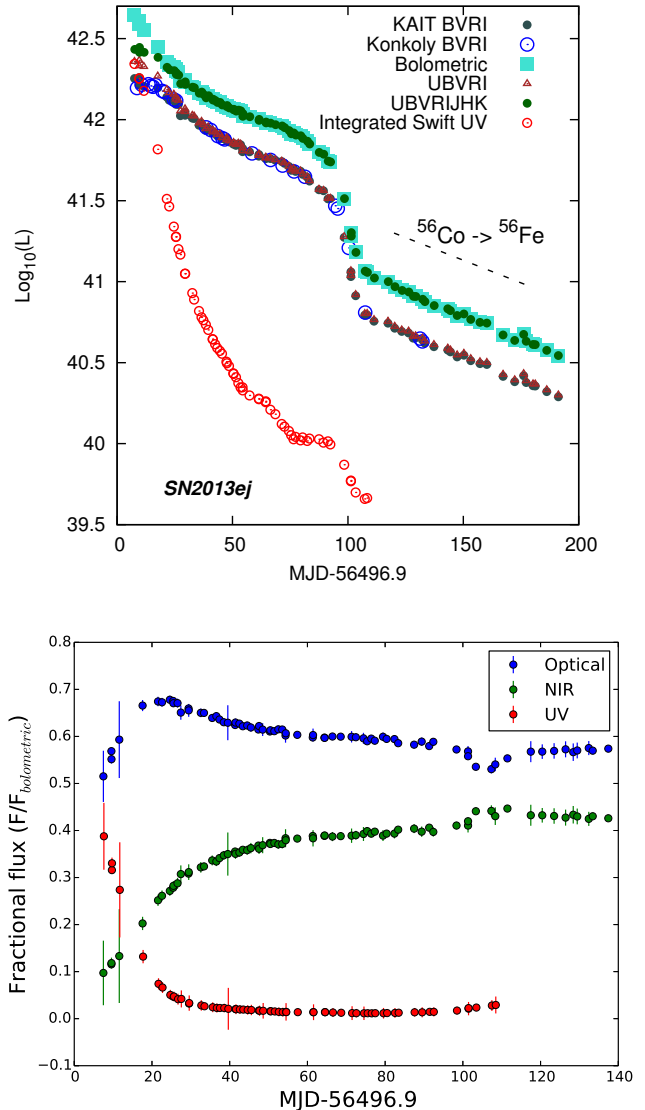 KAIT BVRI
Konkoly BVRI
Bolometric
UBVRI
UBVRIJHK
Integrated Swift UV
42.5
42
41.5
41
40.5
40
39.5
Log₁₀(L)
⁵⁶Co -> ⁵⁶Fe
SN2013ej
0
50
100
150
200
MJD-56496.9
0.8
0.7
0.6
0.5
0.4
0.3
0.2
0.1
0.0
−0.1
Fractional flux (F/F_bolometric)
Optical
NIR
UV
0
20
40
60
80
100
120
140
MJD-56496.9